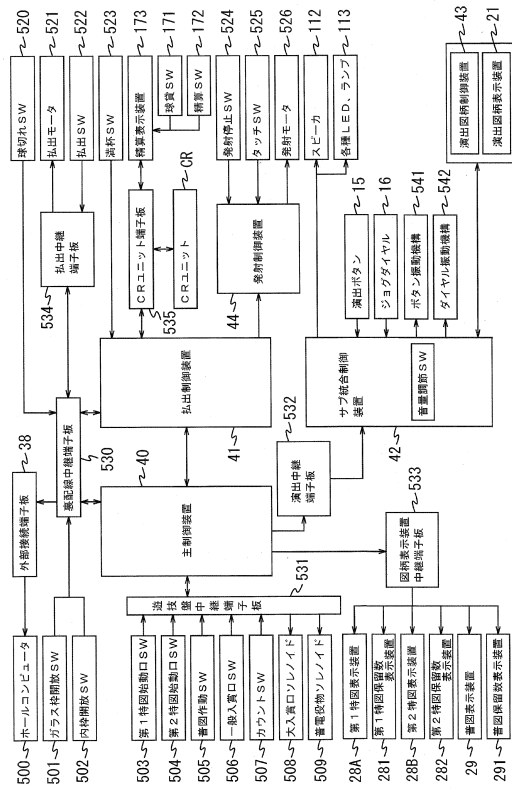 500 ホールコンピュータ
501 ガラス枠開放SW
502 内枠開放SW
503 第1特図始動口SW
504 第2特図始動口SW
505 普図作動SW
506 一般入賞口SW
507 カウントSW
508 大入賞口ソレノイド
509 普電役物ソレノイド
28A 第1特図表示装置
281 第1特図保留数
表示装置
28B 第2特図表示装置
282 第2特図保留数
表示装置
29 普図表示装置
291 普図保留数表示装置
外部接続端子板 38
裏配線中継端子板
530
主制御装置 40
遊技盤中継端子板 531
図柄表示装置
中継端子板 533
演出中継
端子板 532
払出中継
端子板
534
払出制御装置
41
CRユニット端子板
535
CRユニット CR
発射制御装置
44
サブ統合制御
装置
音量調節SW
42
球切れSW 520
払出モータ 521
払出SW 522
満杯SW 523
精算表示装置 173
球貸SW 171
精算SW 172
発射停止SW 524
タッチSW 525
発射モータ 526
スピーカ 112
各種LED、ランプ 113
演出ボタン 15
ジョグダイヤル 16
ボタン振動機構 541
ダイヤル振動機構 542
演出図柄制御装置 43
演出図柄表示装置 21